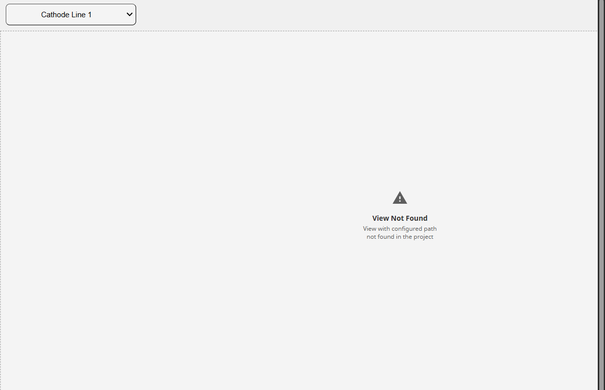 Cathode Line 1
View Not Found
View with configured path
not found in the project